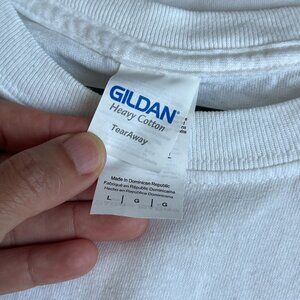 GILDAN
Heavy Cotton
TearAway
Made in Dominican Republic
Fabriqué en République Dominicaine
Hecho en República Dominicana
L | G | G